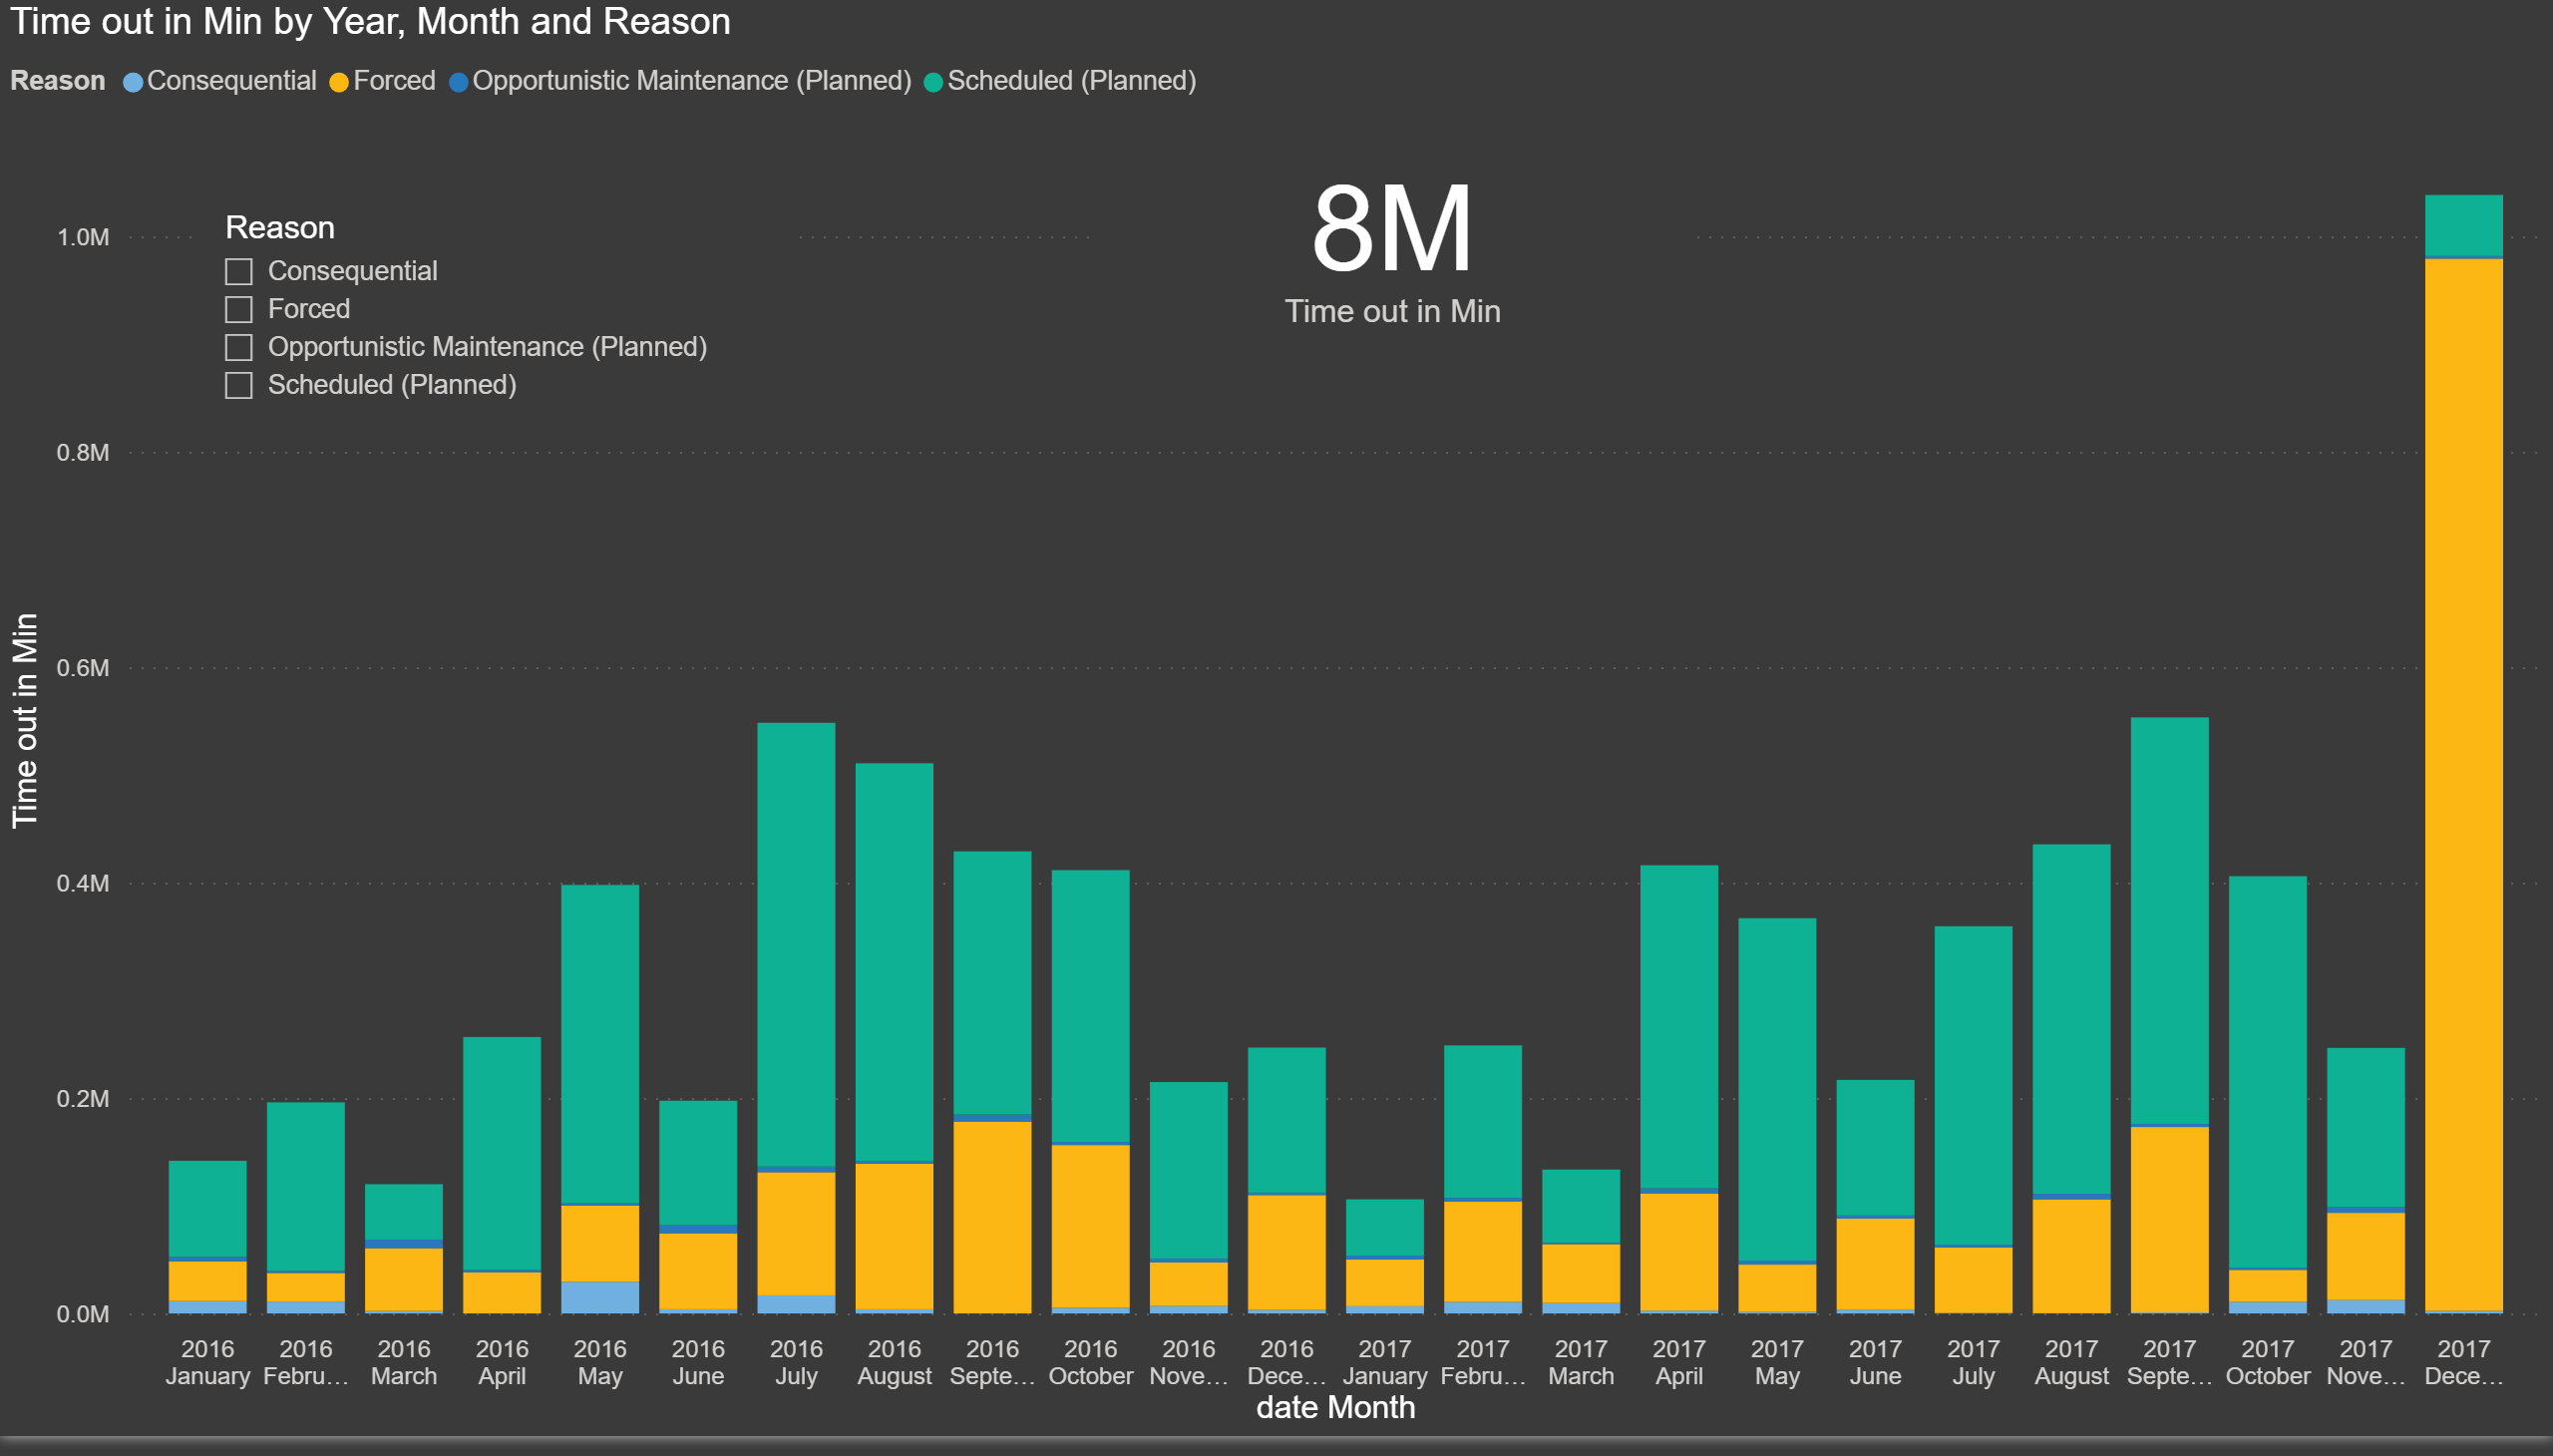 Time out in Min by Year, Month and Reason
Reason Consequential Forced Opportunistic Maintenance (Planned) Scheduled (Planned)
8M
Time out in Min
Reason
Consequential
Forced
Opportunistic Maintenance (Planned)
Scheduled (Planned)
Time out in Min
1.0M
0.8M
0.6M
0.4M
0.2M
0.0M
2016 2016 2016 2016 2016 2016 2016 2016 2016 2016 2016 2016 2017 2017 2017 2017 2017 2017 2017 2017 2017 2017 2017 2017
January Febru... March April May June July August Septe... October Nove... Dece... January Febru... March April May June July August Septe... October Nove... Dece...
date Month